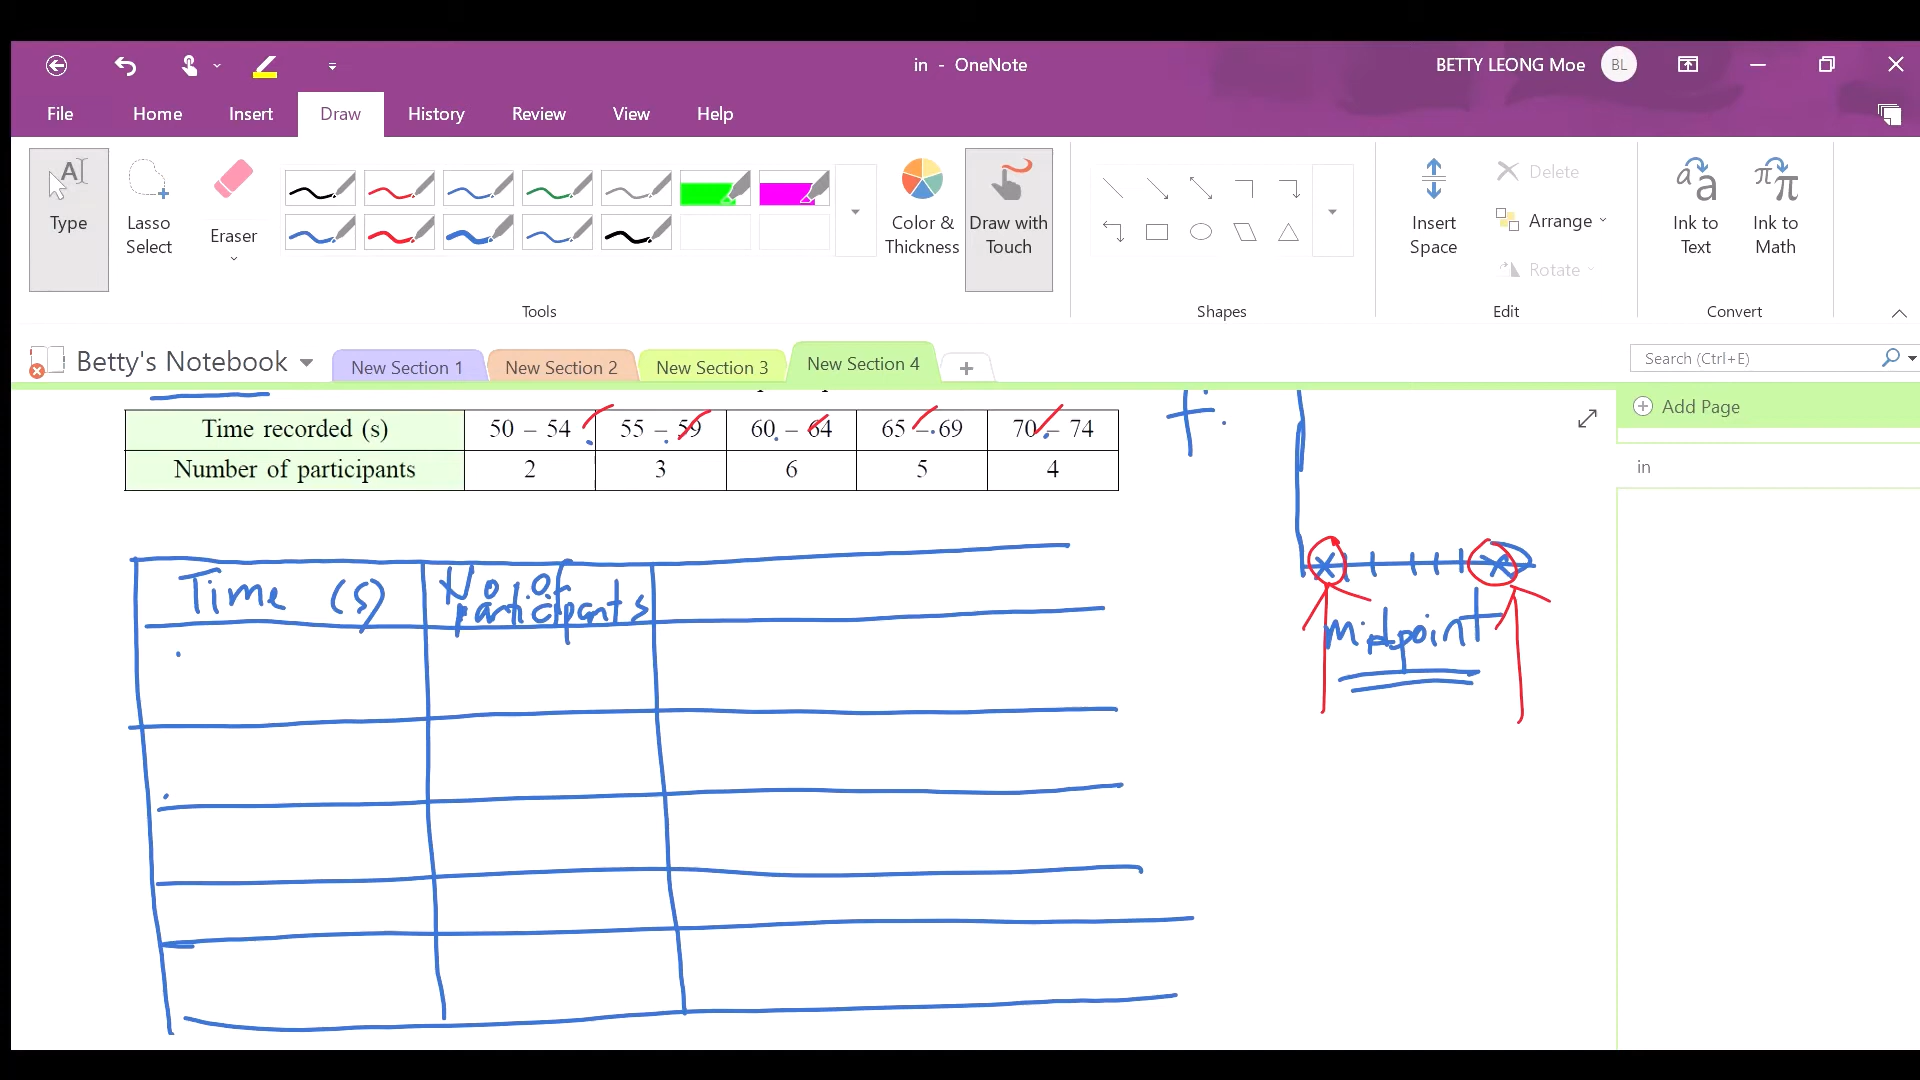 in - OneNote
BETTY LEONG Moe BL
File Home Insert Draw History Review View Help
Type
Lasso Select
Eraser
Color & Thickness
Draw with Touch
Insert Space
Delete
Arrange
Rotate
Ink to Text
Ink to Math
Tools Shapes Edit Convert
Betty's Notebook New Section 1 New Section 2 New Section 3 New Section 4
Search (Ctrl+E)
Add Page
in
Time recorded (s) 50 – 54 55 – 59 60 – 64 65 – 69 70 – 74
Number of participants 2 3 6 5 4
Time (s) No. of participants
midpoint